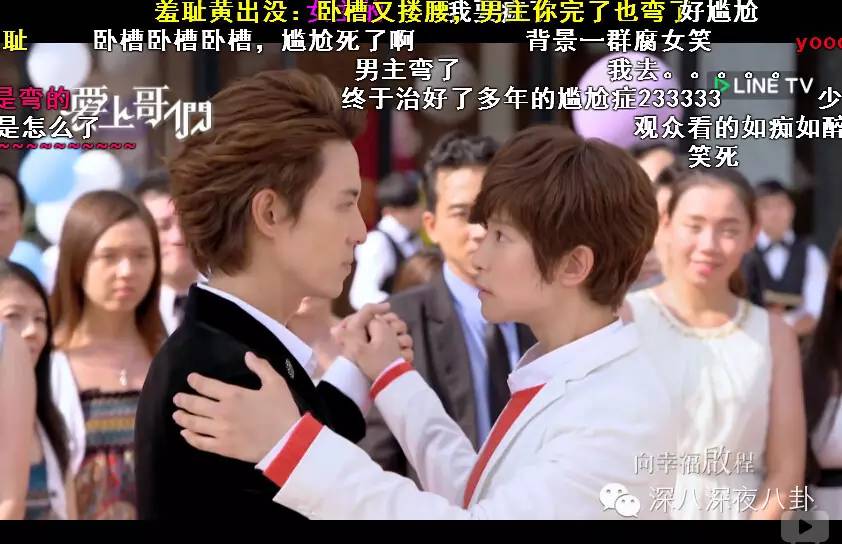 羞耻黄出没：卧槽又搂腰，男主你完了也弯了
好尴尬
耻
卧槽卧槽卧槽，尴尬死了啊
背景一群腐女笑
yooo
男主弯了
我去。。。。。
LINE TV
是弯的
愛上哥們
终于治好了多年的尴尬症233333
少
是怎么了
观众看的如痴如醉
~~~~~~~~~~
笑死
向幸福啟程
深八深夜八卦